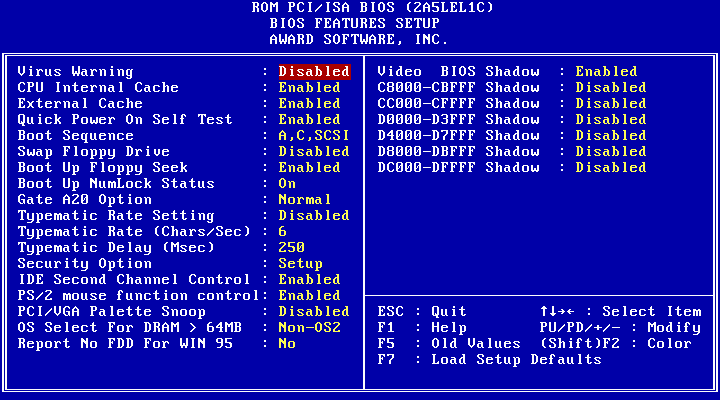 ROM PCI/ISA BIOS (2A5LEL1C)
BIOS FEATURES SETUP
AWARD SOFTWARE, INC.
Virus Warning : Disabled
CPU Internal Cache : Enabled
External Cache : Enabled
Quick Power On Self Test : Enabled
Boot Sequence : A,C,SCSI
Swap Floppy Drive : Disabled
Boot Up Floppy Seek : Enabled
Boot Up NumLock Status : On
Gate A20 Option : Normal
Typematic Rate Setting : Disabled
Typematic Rate (Chars/Sec) : 6
Typematic Delay (Msec) : 250
Security Option : Setup
IDE Second Channel Control : Enabled
PS/2 mouse function control: Enabled
PCI/VGA Palette Snoop : Disabled
OS Select For DRAM > 64MB : Non-OS2
Report No FDD For WIN 95 : No
Video BIOS Shadow : Enabled
C8000-CBFFF Shadow : Disabled
CC000-CFFFF Shadow : Disabled
D0000-D3FFF Shadow : Disabled
D4000-D7FFF Shadow : Disabled
D8000-DBFFF Shadow : Disabled
DC000-DFFFF Shadow : Disabled
ESC : Quit ↑↓→← : Select Item
F1 : Help PU/PD/+/- : Modify
F5 : Old Values (Shift)F2 : Color
F7 : Load Setup Defaults